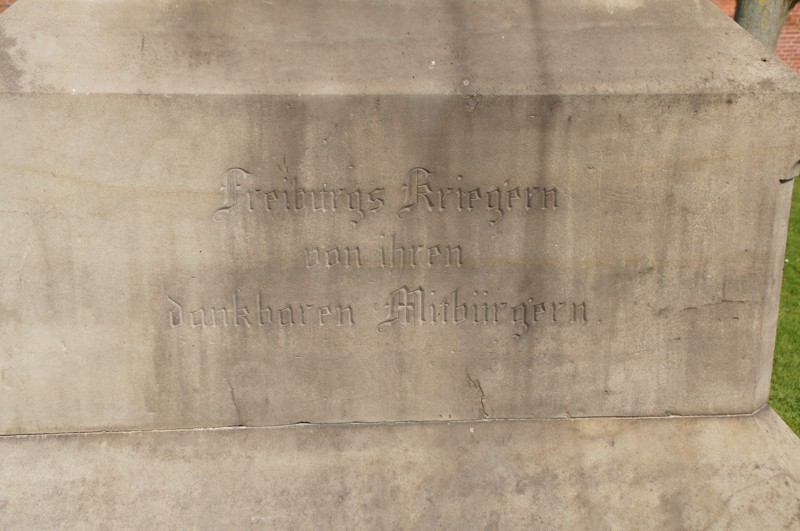 Freiburgs Kriegern
von ihren
dankbaren Mitbürgern.